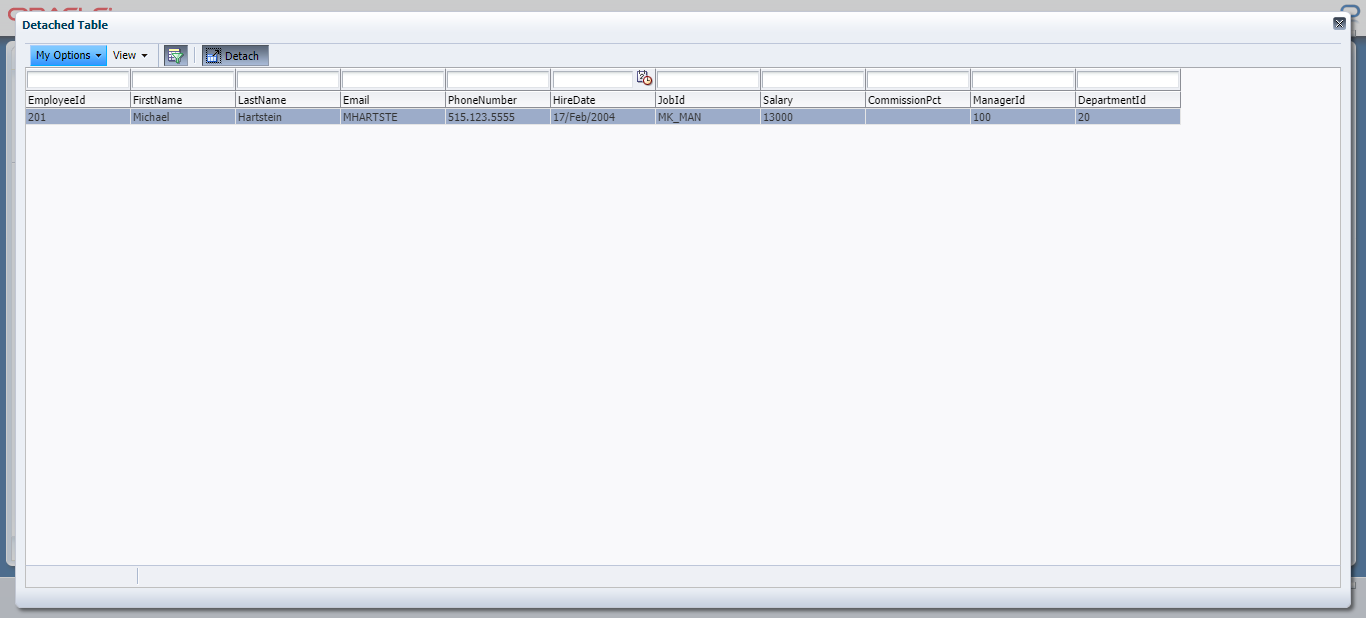 Detached Table
My Options View Detach
EmployeeId FirstName LastName Email PhoneNumber HireDate JobId Salary CommissionPct ManagerId DepartmentId
201 Michael Hartstein MHARTSTE 515.123.5555 17/Feb/2004 MK_MAN 13000 100 20